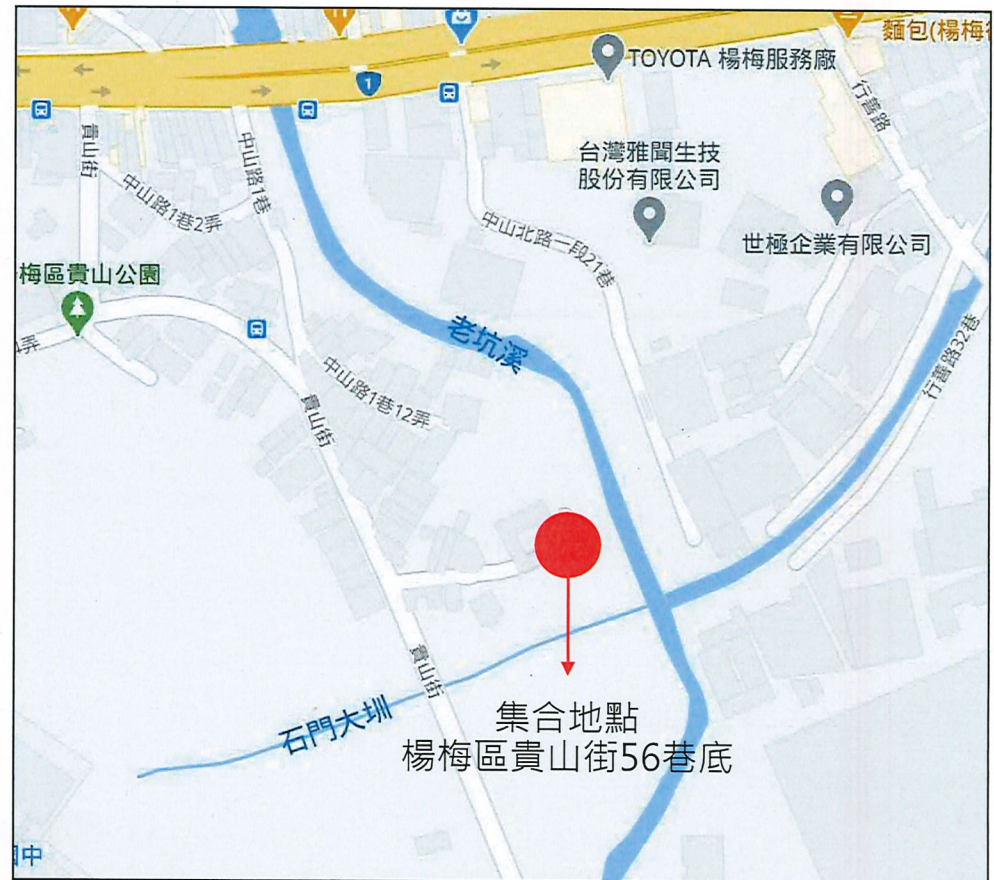 麵包(楊梅
1
TOYOTA 楊梅服務廠
行善路
貴山街
中山路1巷
台灣雅聞生技
股份有限公司
中山路1巷2弄
中山北路一段21巷
世極企業有限公司
梅區貴山公園
老坑溪
行善路32巷
弄
中山路1巷12弄
貴山街
貴山街
石門大圳
集合地點
楊梅區貴山街56巷底
中